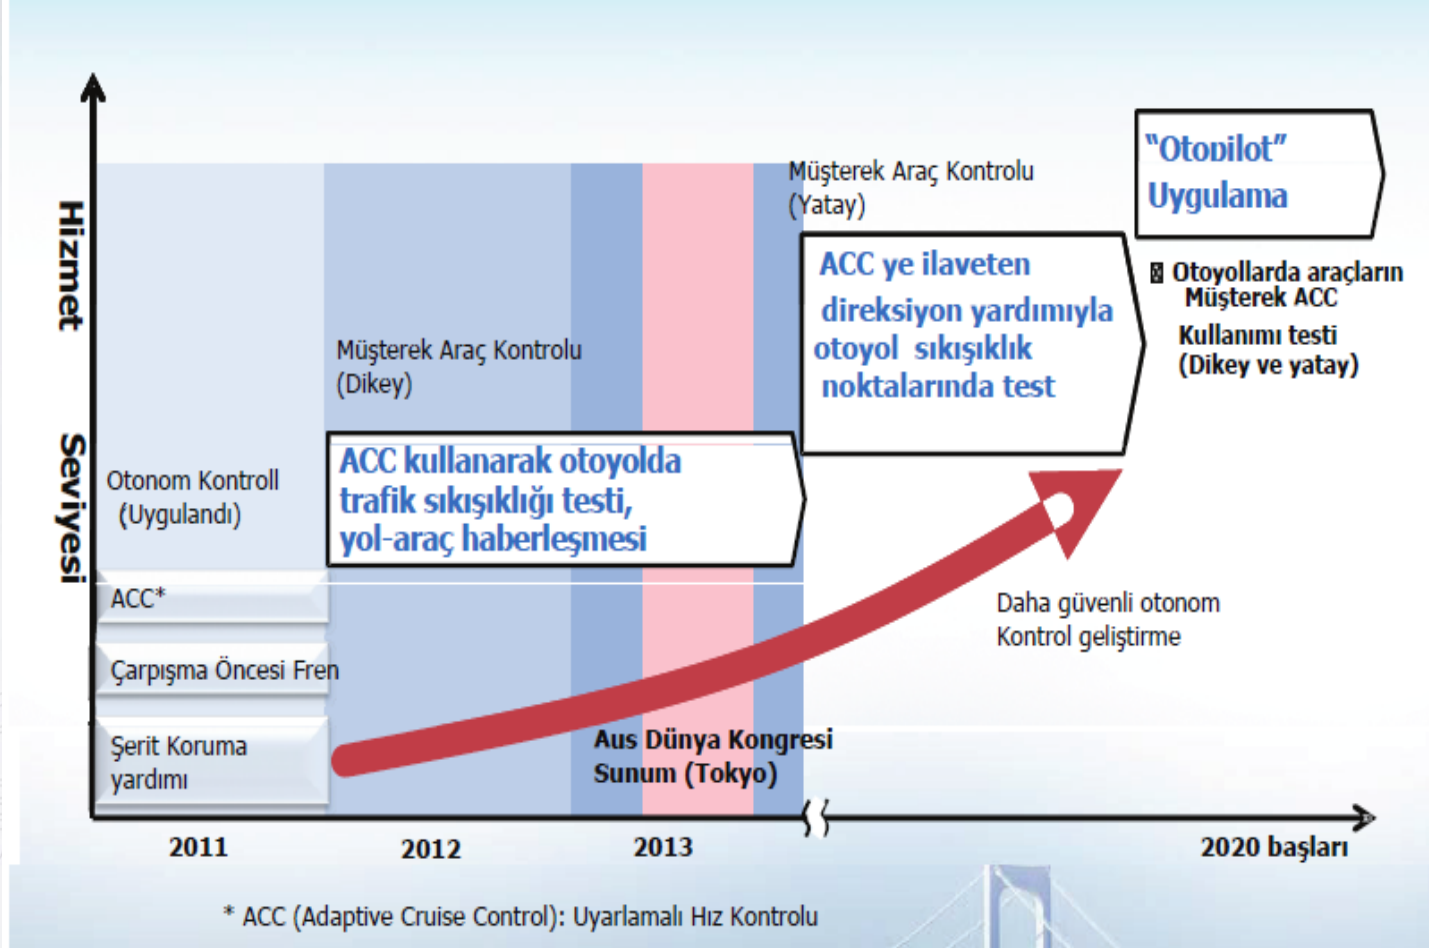 Hizmet Seviyesi
Otonom Kontroll
(Uygulandı)
ACC*
Çarpışma Öncesi Fren
Şerit Koruma
yardımı
Müşterek Araç Kontrolu
(Dikey)
ACC kullanarak otoyolda
trafik sıkışıklığı testi,
yol-araç haberleşmesi
Müşterek Araç Kontrolu
(Yatay)
ACC ye ilaveten
direksiyon yardımıyla
otoyol sıkışıklık
noktalarında test
"Otopilot"
Uygulama
Otoyollarda araçların
Müşterek ACC
Kullanımı testi
(Dikey ve yatay)
Daha güvenli otonom
Kontrol geliştirme
Aus Dünya Kongresi
Sunum (Tokyo)
2011
2012
2013
2020 başları
* ACC (Adaptive Cruise Control): Uyarlamalı Hız Kontrolu